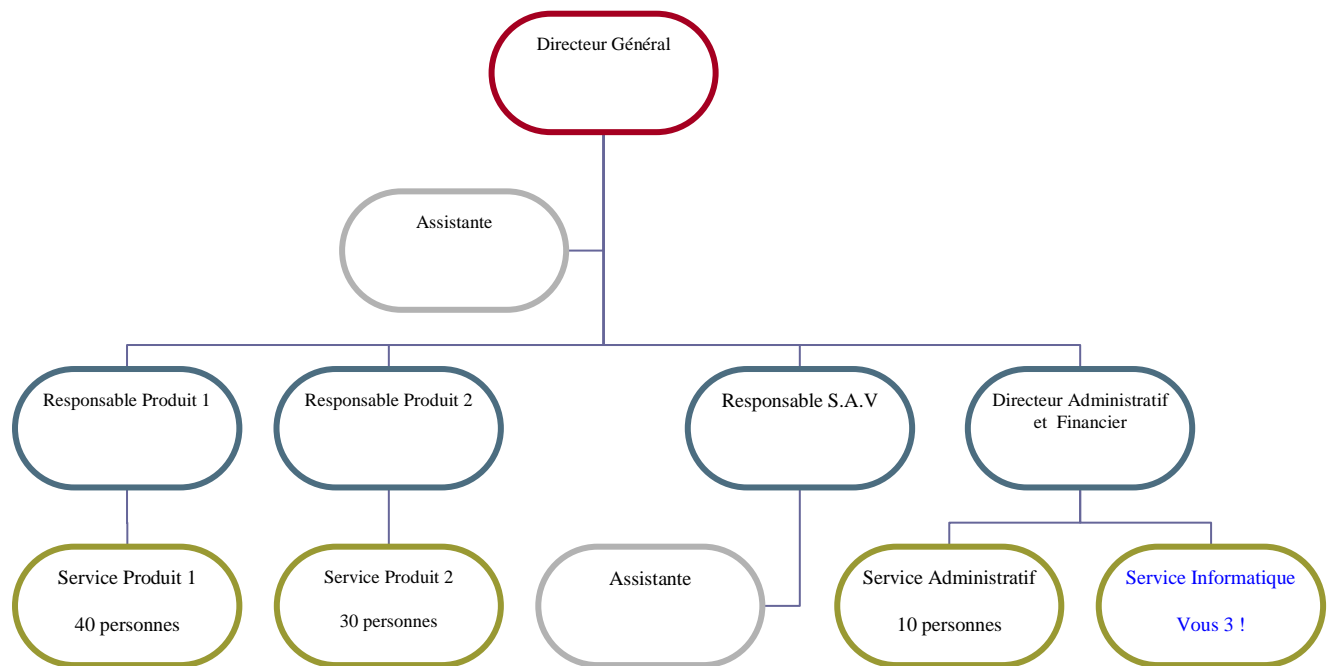 Directeur Général
Assistante
Responsable Produit 1
Responsable Produit 2
Responsable S.A.V
Directeur Administratif
et Financier
Service Produit 1
40 personnes
Service Produit 2
30 personnes
Assistante
Service Administratif
10 personnes
Service Informatique
Vous 3 !